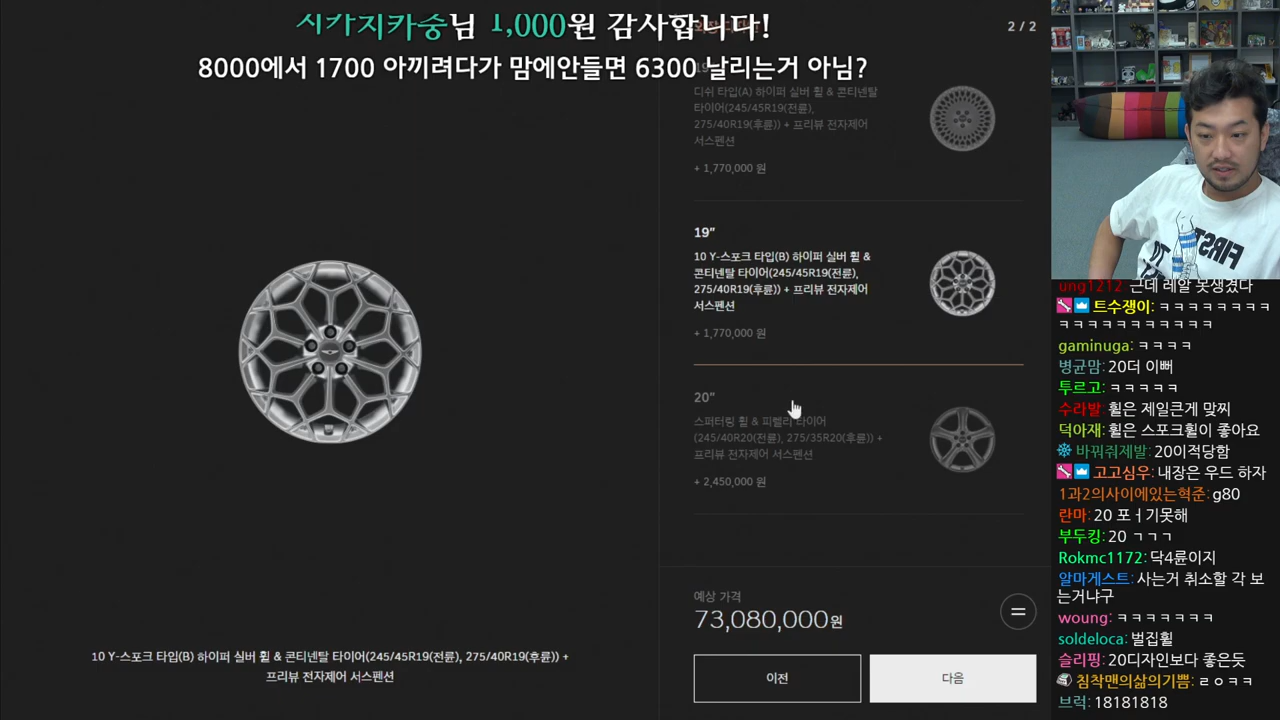 지카지카중님 1,000원 감사합니다!
8000에서 1700 아끼려다가 맘에안들면 6300 날리는거 아님?
2 / 2
디쉬 타입(A) 하이퍼 실버 휠 & 콘티넨탈
타이어(245/45R19(전륜),
275/40R19(후륜)) + 프리뷰 전자제어
서스펜션
+ 1,770,000 원
19″
10 Y-스포크 타입(B) 하이퍼 실버 휠 &
콘티넨탈 타이어(245/45R19(전륜),
275/40R19(후륜)) + 프리뷰 전자제어
서스펜션
+ 1,770,000 원
20″
스퍼터링 휠 & 피렐리 타이어
(245/40R20(전륜), 275/35R20(후륜)) +
프리뷰 전자제어 서스펜션
+ 2,450,000 원
예상 가격
73,080,000원
이전
다음
10 Y-스포크 타입(B) 하이퍼 실버 휠 & 콘티넨탈 타이어(245/45R19(전륜), 275/40R19(후륜)) +
프리뷰 전자제어 서스펜션
FIRST
ung1212: 근데 레알 못생겼다
트수쟁이: ㅋㅋㅋㅋㅋㅋㅋㅋ
ㅋㅋㅋㅋㅋㅋㅋㅋㅋㅋㅋ
gaminuga: ㅋㅋㅋㅋ
병균맘: 20더 이뻐
투르고: ㅋㅋㅋㅋㅋ
수라발: 휠은 제일큰게 맞찌
덕아재: 휠은 스포크휠이 좋아요
바꿔줘제발: 20이적당함
고고심우: 내장은 우드 하자
1과2의사이에있는혁준: g80
란마: 20 포ㅓ기못해
부두킹: 20 ㄱㄱㄱ
Rokmc1172: 닥4륜이지
알마게스트: 사는거 취소할 각 보
는거냐구
woung: ㅋㅋㅋㅋㅋㅋㅋ
soldeloca: 벌집휠
슬리핑: 20디자인보다 좋은듯
침착맨의삶의기쁨: ㄹㅇㅋㅋ
브럭: 18181818